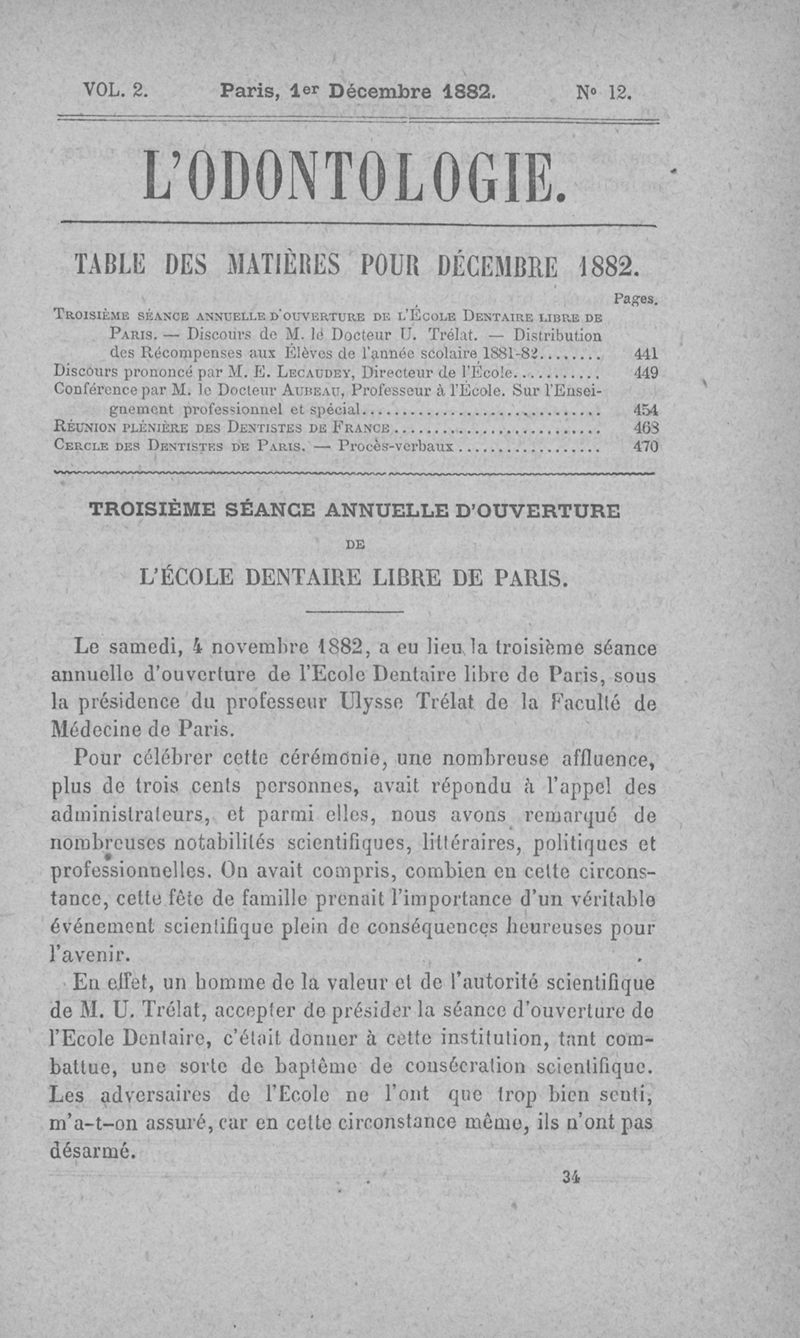 VOL. 2. Paris, 1er Décembre 1882. N° 12.
L'ODONTOLOGIE.
TABLE DES MATIÈRES POUR DÉCEMBRE 1882.
Pages.
TROISIÈME SÉANCE ANNUELLE D'OUVERTURE DE L'ÉCOLE DENTAIRE LIBRE DE
PARIS. — Discours de M. le Docteur U. Trélat. — Distribution
des Récompenses aux Élèves de l'année scolaire 1881-82........ 441
Discours prononcé par M. E. LECAUDEY, Directeur de l'École........... 449
Conférence par M. le Docteur AUBEAU, Professeur à l'École. Sur l'Ensei-
gnement professionnel et spécial............................. 454
RÉUNION PLÉNIÈRE DES DENTISTES DE FRANCE.......................... 463
CERCLE DES DENTISTES DE PARIS. — Procès-verbaux.................. 470
TROISIÈME SÉANCE ANNUELLE D'OUVERTURE
DE
L'ÉCOLE DENTAIRE LIBRE DE PARIS.
Le samedi, 4 novembre 1882, a eu lieu la troisième séance
annuelle d'ouverture de l'Ecole Dentaire libre de Paris, sous
la présidence du professeur Ulysse Trélat de la Faculté de
Médecine de Paris.
Pour célébrer cette cérémonie, une nombreuse affluence,
plus de trois cents personnes, avait répondu à l'appel des
administrateurs, et parmi elles, nous avons remarqué de
nombreuses notabilités scientifiques, littéraires, politiques et
professionnelles. On avait compris, combien en cette circons-
tance, cette fête de famille prenait l'importance d'un véritable
événement scientifique plein de conséquences heureuses pour
l'avenir.
En effet, un homme de la valeur et de l'autorité scientifique
de M. U. Trélat, accepter de présider la séance d'ouverture de
l'Ecole Dentaire, c'était donner à cette institution, tant com-
battue, une sorte de baptême de consécration scientifique.
Les adversaires de l'Ecole ne l'ont que trop bien senti,
m'a-t-on assuré, car en cette circonstance même, ils n'ont pas
désarmé.
34